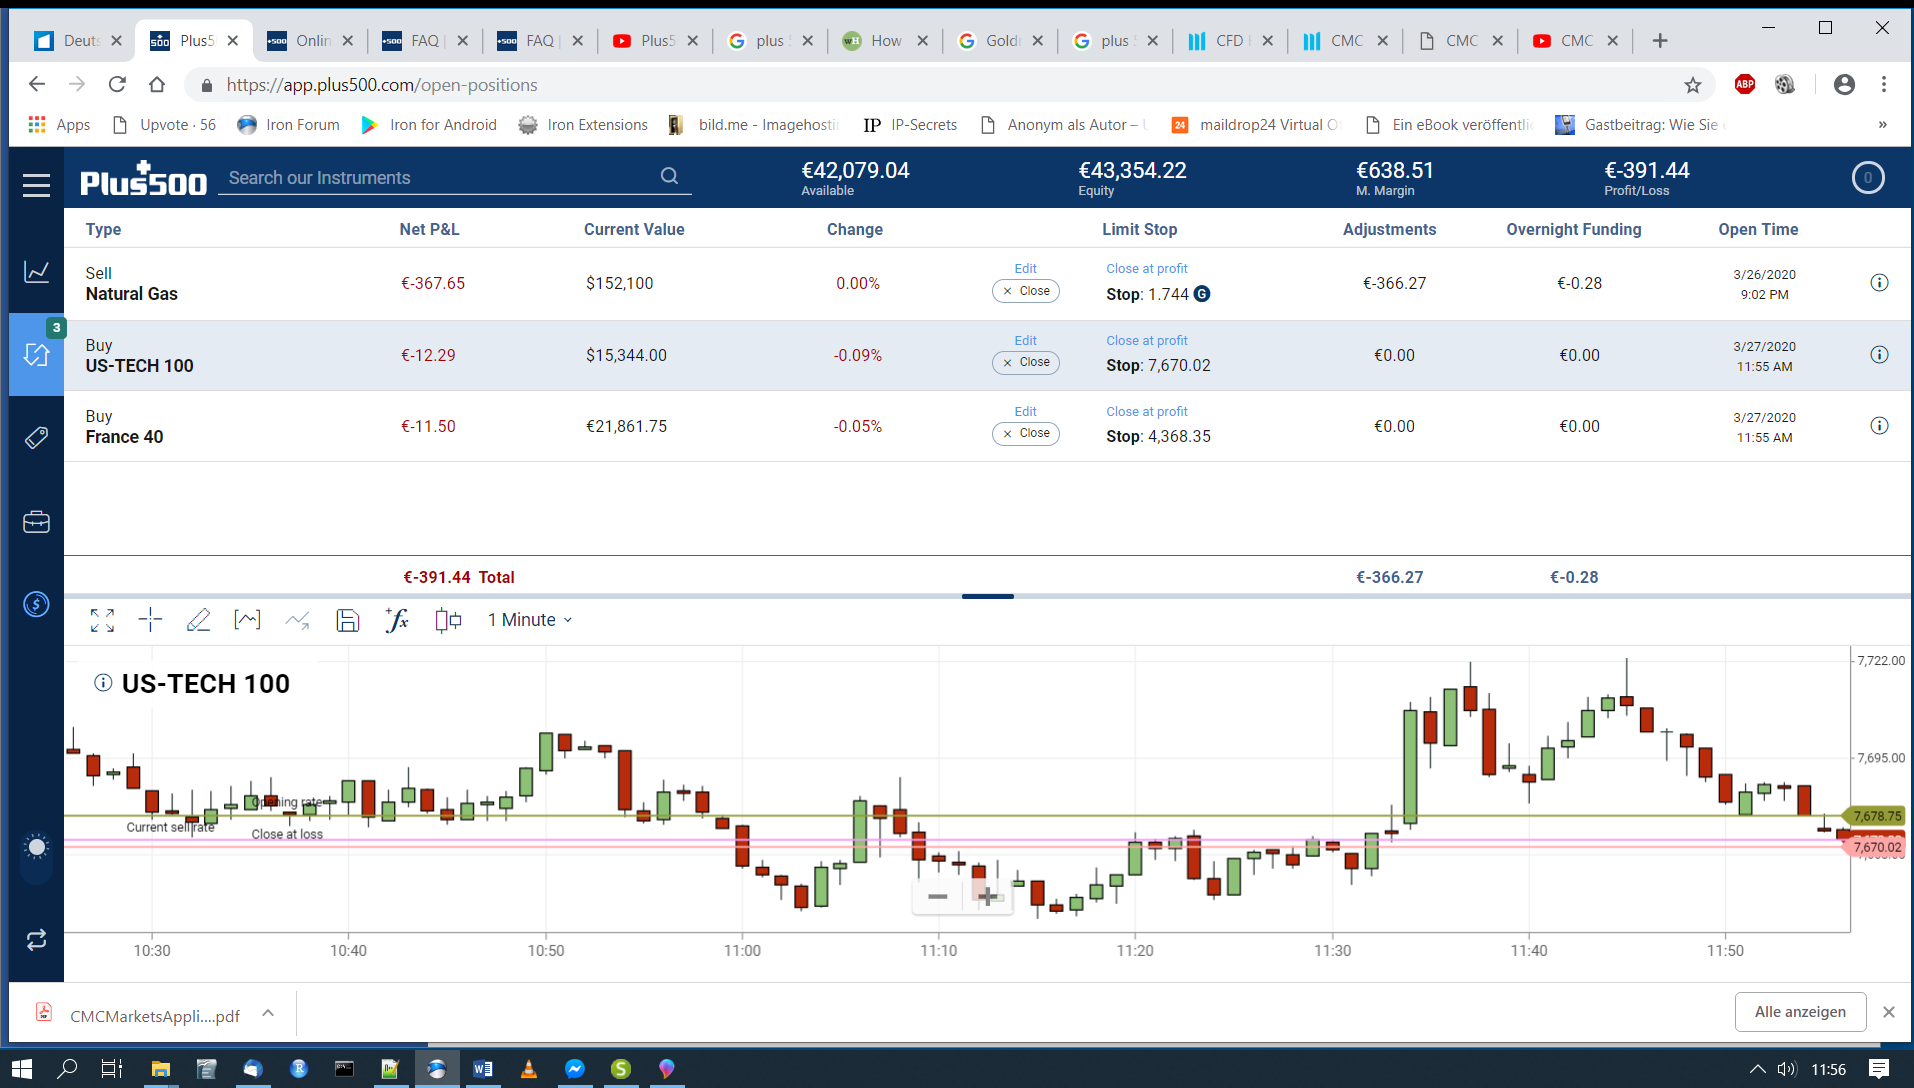 Deuts
Plus5
Onlin
FAQ |
FAQ |
Plus5
plus 5
How
Goldr
plus 5
CFD
CMC
CMC
CMC
https://app.plus500.com/open-positions
ABP
Apps
Upvote · 56
Iron Forum
Iron for Android
Iron Extensions
bild.me - Imagehostin
IP IP-Secrets
Anonym als Autor –
24 maildrop24 Virtual O
Ein eBook veröffentli
Gastbeitrag: Wie Sie
»
Plus500
Search our Instruments
€42,079.04
Available
€43,354.22
Equity
€638.51
M. Margin
€-391.44
Profit/Loss
0
Type Net P&L Current Value Change Limit Stop Adjustments Overnight Funding Open Time
Sell
Natural Gas
€-367.65
$152,100
0.00%
Edit
× Close
Close at profit
Stop: 1.744 G
€-366.27
€-0.28
3/26/2020
9:02 PM
3
Buy
US-TECH 100
€-12.29
$15,344.00
-0.09%
Edit
× Close
Close at profit
Stop: 7,670.02
€0.00
€0.00
3/27/2020
11:55 AM
Buy
France 40
€-11.50
€21,861.75
-0.05%
Edit
× Close
Close at profit
Stop: 4,368.35
€0.00
€0.00
3/27/2020
11:55 AM
€-391.44 Total
€-366.27
€-0.28
1 Minute
US-TECH 100
7,722.00
7,695.00
Opening rate
Current sell rate
Close at loss
7,678.75
7,670.02
10:30 10:40 10:50 11:00 11:10 11:20 11:30 11:40 11:50
CMCMarketsAppli....pdf
Alle anzeigen
11:56